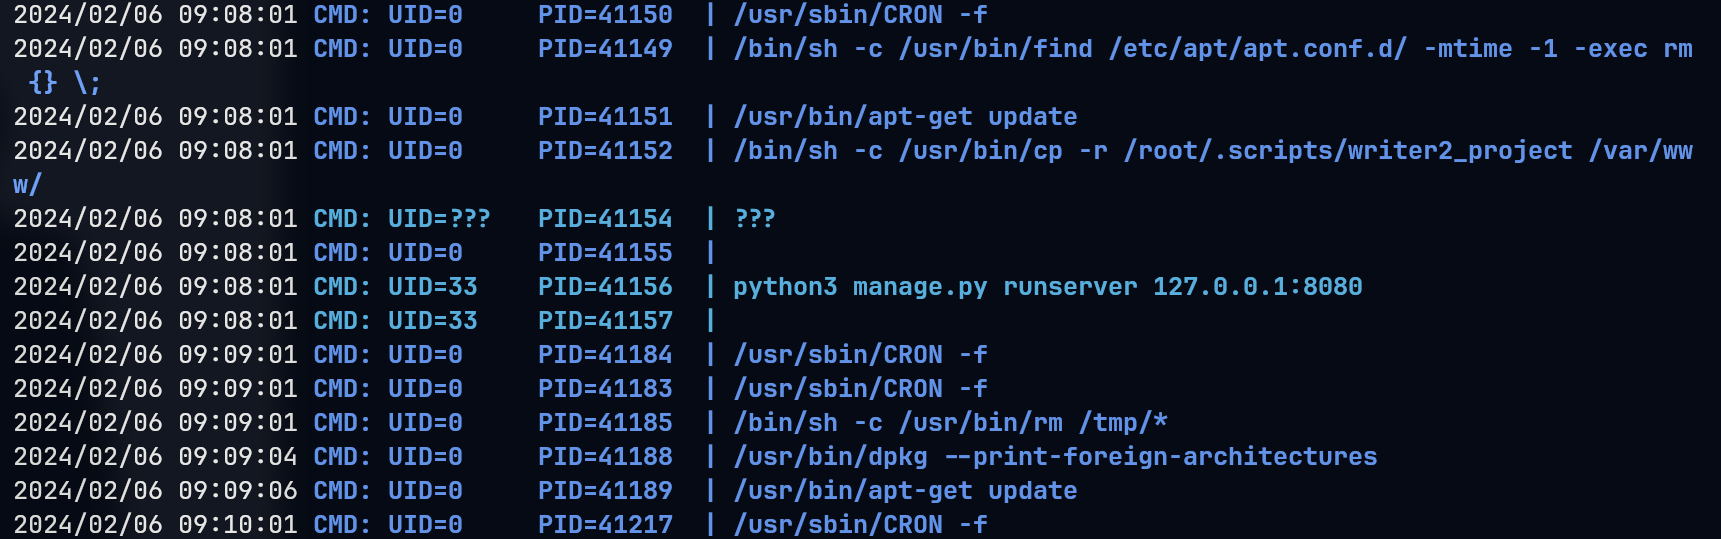 2024/02/06 09:08:01 CMD: UID=0     PID=41150  | /usr/sbin/CRON -f
2024/02/06 09:08:01 CMD: UID=0     PID=41149  | /bin/sh -c /usr/bin/find /etc/apt/apt.conf.d/ -mtime -1 -exec rm
 {} \;
2024/02/06 09:08:01 CMD: UID=0     PID=41151  | /usr/bin/apt-get update
2024/02/06 09:08:01 CMD: UID=0     PID=41152  | /bin/sh -c /usr/bin/cp -r /root/.scripts/writer2_project /var/ww
w/
2024/02/06 09:08:01 CMD: UID=???   PID=41154  | ???
2024/02/06 09:08:01 CMD: UID=0     PID=41155  |
2024/02/06 09:08:01 CMD: UID=33    PID=41156  | python3 manage.py runserver 127.0.0.1:8080
2024/02/06 09:08:01 CMD: UID=33    PID=41157  |
2024/02/06 09:09:01 CMD: UID=0     PID=41184  | /usr/sbin/CRON -f
2024/02/06 09:09:01 CMD: UID=0     PID=41183  | /usr/sbin/CRON -f
2024/02/06 09:09:01 CMD: UID=0     PID=41185  | /bin/sh -c /usr/bin/rm /tmp/*
2024/02/06 09:09:04 CMD: UID=0     PID=41188  | /usr/bin/dpkg --print-foreign-architectures
2024/02/06 09:09:06 CMD: UID=0     PID=41189  | /usr/bin/apt-get update
2024/02/06 09:10:01 CMD: UID=0     PID=41217  | /usr/sbin/CRON -f